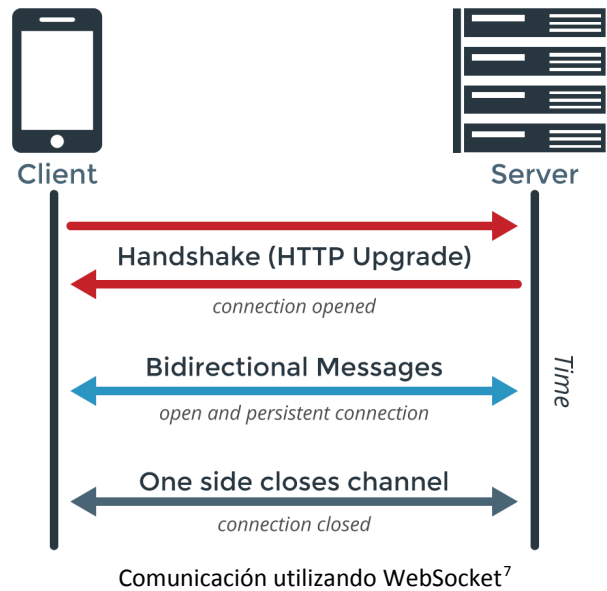 Client
Server
Handshake (HTTP Upgrade)
connection opened
Bidirectional Messages
open and persistent connection
Time
One side closes channel
connection closed
Comunicación utilizando WebSocket⁷